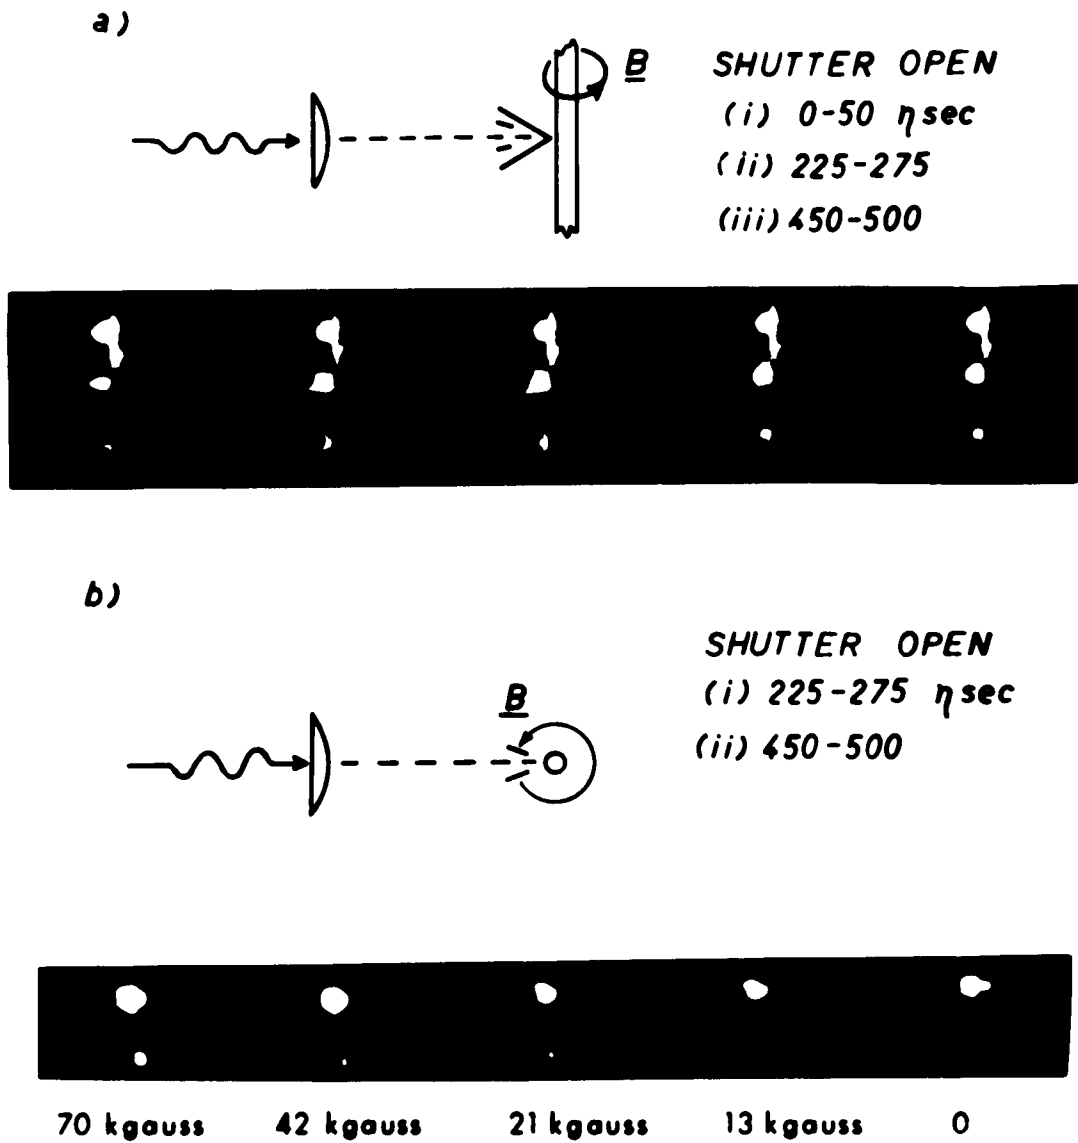 a)
B
SHUTTER OPEN
(i) 0-50 ηsec
(ii) 225-275
(iii) 450-500
b)
B
SHUTTER OPEN
(i) 225-275 ηsec
(ii) 450-500
70 kgauss 42 kgauss 21 kgauss 13 kgauss 0